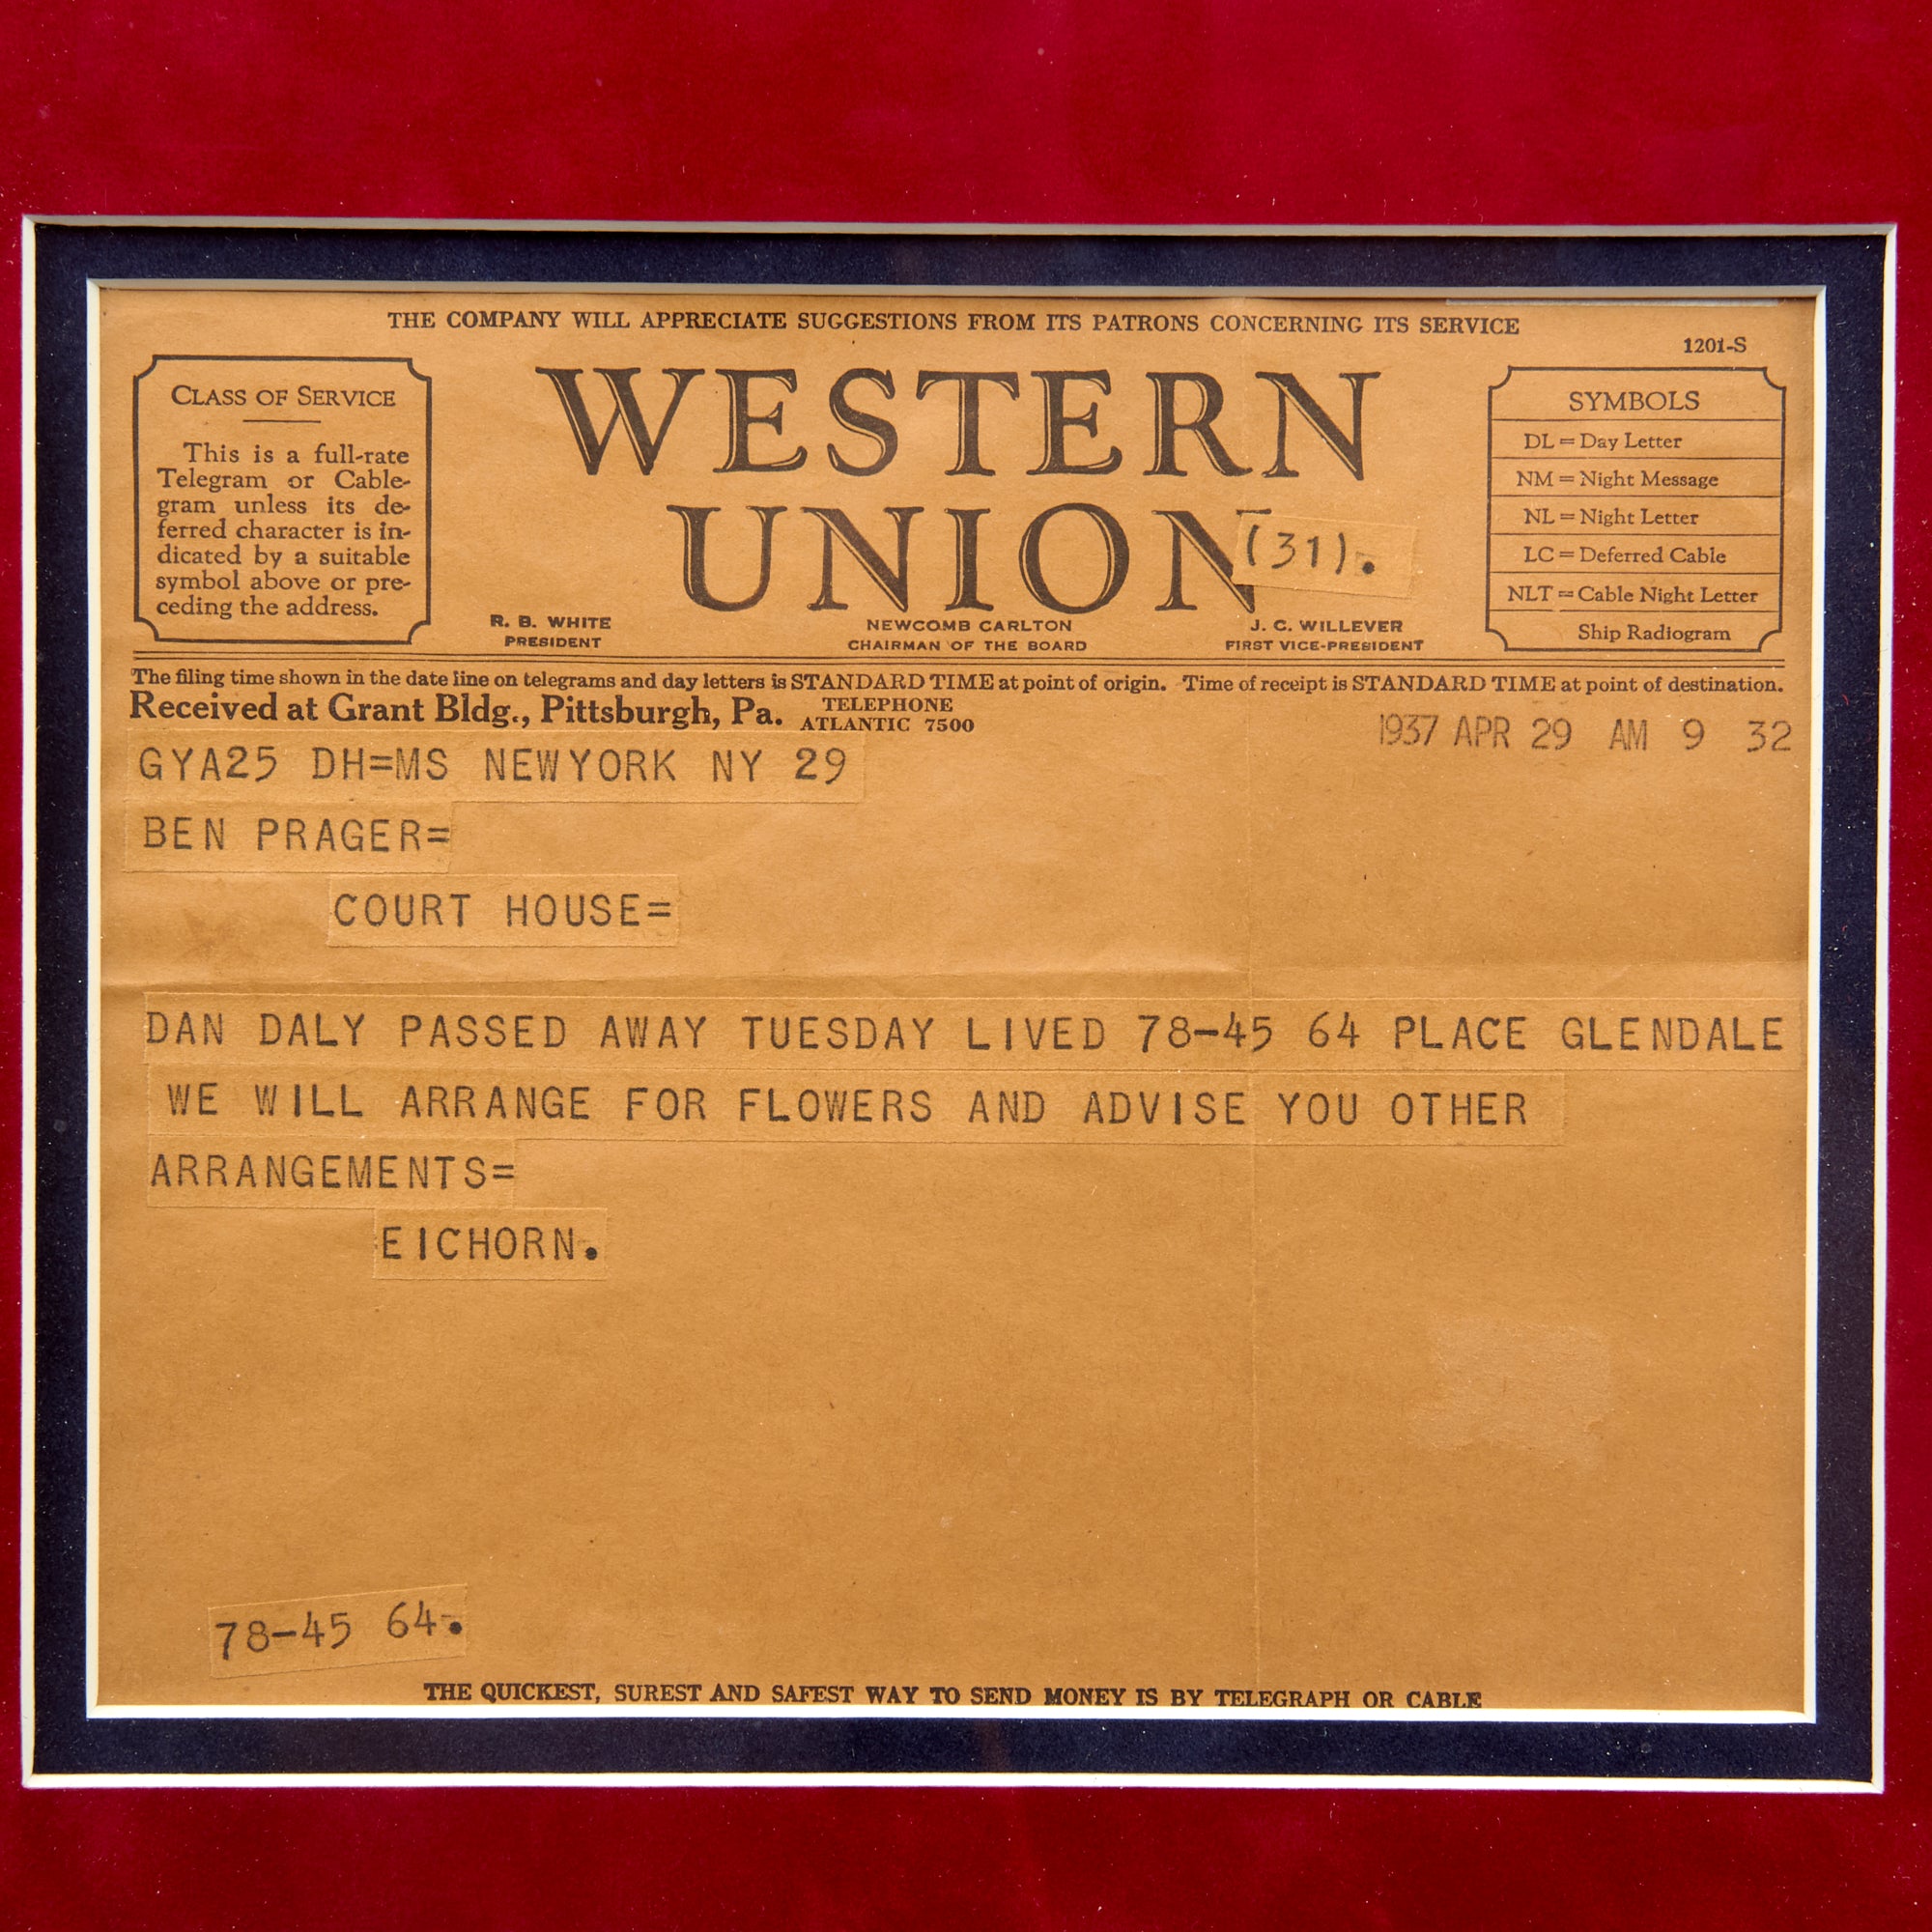 THE COMPANY WILL APPRECIATE SUGGESTIONS FROM ITS PATRONS CONCERNING ITS SERVICE
1201-S
CLASS OF SERVICE
This is a full-rate
Telegram or Cable-
gram unless its de-
ferred character is in-
dicated by a suitable
symbol above or pre-
ceding the address.
WESTERN
UNION
(31).
R. B. WHITE
PRESIDENT
NEWCOMB CARLTON
CHAIRMAN OF THE BOARD
J. C. WILLEVER
FIRST VICE-PRESIDENT
SYMBOLS
DL = Day Letter
NM = Night Message
NL = Night Letter
LC = Deferred Cable
NLT = Cable Night Letter
Ship Radiogram
The filing time shown in the date line on telegrams and day letters is STANDARD TIME at point of origin. Time of receipt is STANDARD TIME at point of destination.
Received at Grant Bldg., Pittsburgh, Pa. TELEPHONE
ATLANTIC 7500
1937 APR 29 AM 9 32
GYA25 DH=MS NEWYORK NY 29
BEN PRAGER=
COURT HOUSE=
DAN DALY PASSED AWAY TUESDAY LIVED 78-45 64 PLACE GLENDALE
WE WILL ARRANGE FOR FLOWERS AND ADVISE YOU OTHER
ARRANGEMENTS=
EICHORN.
78-45 64.
THE QUICKEST, SUREST AND SAFEST WAY TO SEND MONEY IS BY TELEGRAPH OR CABLE